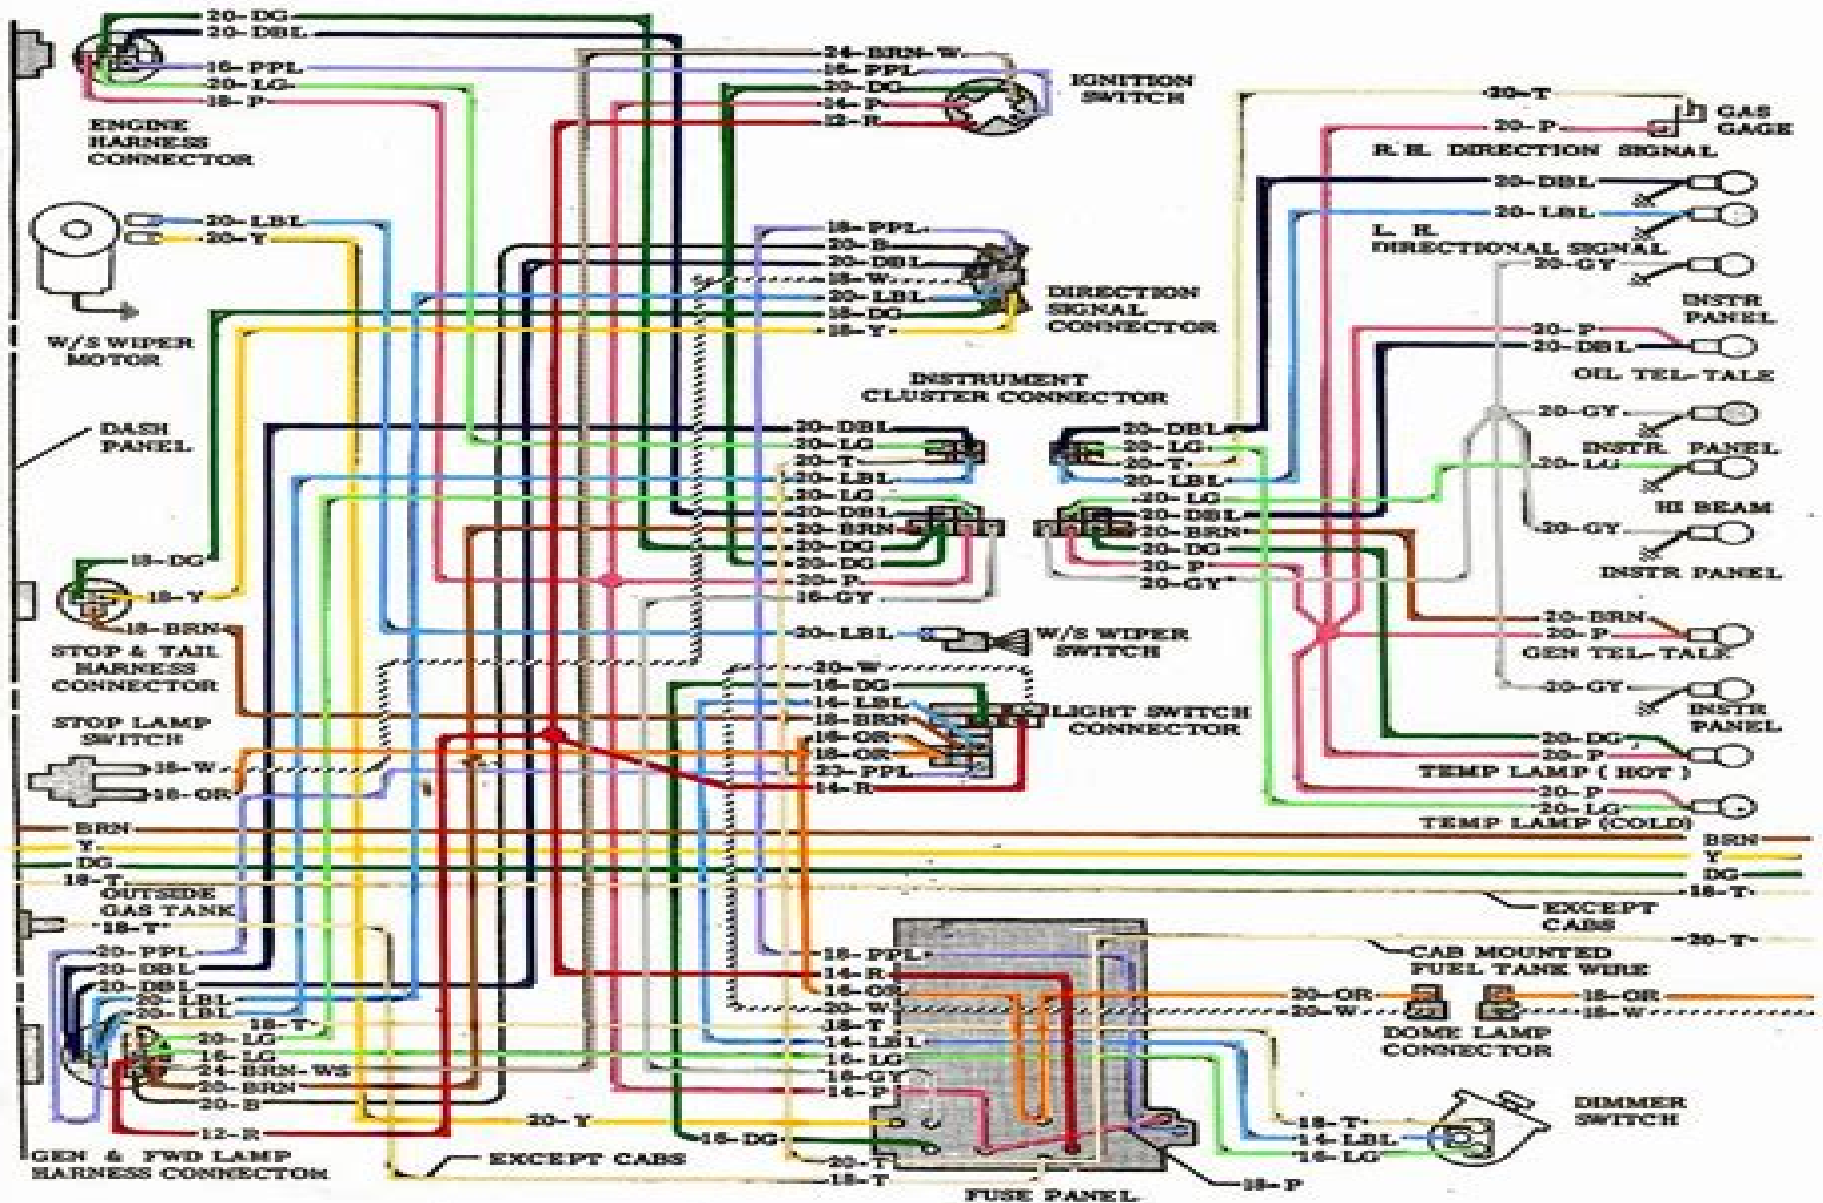 20-DG
20-DBL
16-PPL
20-LG
18-P
ENGINE
HARNESS
CONNECTOR
24-BRN-W
16-PPL
20-DG
14-P
12-R
IGNITION
SWITCH
20-T
20-P
GAS
GAGE
R. H. DIRECTION SIGNAL
20-DBL
20-LBL
L. H.
DIRECTIONAL SIGNAL
20-GY
INSTR
PANEL
20-P
20-DBL
OIL TEL-TALE
20-GY
INSTR. PANEL
20-LG
HI BEAM
20-GY
INSTR PANEL
20-BRN
20-P
GEN TEL-TALE
20-GY
INSTR
PANEL
20-DG
20-P
TEMP LAMP (HOT)
20-P
20-LG
TEMP LAMP (COLD)
20-LBL
20-Y
W/S WIPER
MOTOR
DASH
PANEL
18-PPL
20-B
20-DBL
18-W
20-LBL
18-DG
18-Y
DIRECTION
SIGNAL
CONNECTOR
INSTRUMENT
CLUSTER CONNECTOR
20-DBL
20-LG
20-T
20-LBL
20-LG
20-DBL
20-BRN
20-DG
20-DG
20-P
16-GY
20-DBL
20-LG
20-T
20-LBL
20-LG
20-DBL
20-BRN
20-DG
20-P
20-GY
18-DG
18-Y
18-BRN
STOP & TAIL
HARNESS
CONNECTOR
20-LBL
W/S WIPER
SWITCH
20-W
16-DG
14-LBL
18-BRN
16-OR
18-OR
20-PPL
14-R
LIGHT SWITCH
CONNECTOR
STOP LAMP
SWITCH
18-W
18-OR
BRN
Y
DG
18-T
BRN
Y
DG
18-T
EXCEPT
CABS
OUTSIDE
GAS TANK
18-T
20-PPL
20-DBL
20-DBL
20-LBL
20-LBL
18-T
20-LG
16-LG
24-BRN-WS
20-BRN
20-B
12-R
GEN & FWD LAMP
HARNESS CONNECTOR
20-Y
16-DG
EXCEPT CABS
18-PPL
14-R
16-OR
20-W
18-T
14-LBL
16-LG
16-GY
14-P
20-T
18-T
FUSE PANEL
20-T
CAB MOUNTED
FUEL TANK WIRE
20-OR
20-W
18-OR
18-W
DOME LAMP
CONNECTOR
18-T
14-LBL
16-LG
DIMMER
SWITCH
18-P